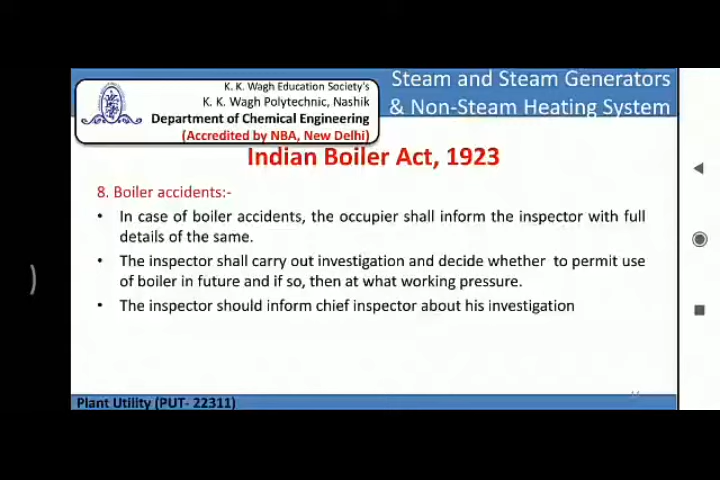 K. K. Wagh Education Society's
K. K. Wagh Polytechnic, Nashik
Department of Chemical Engineering
(Accredited by NBA, New Delhi)
Steam and Steam Generators
& Non-Steam Heating System
Indian Boiler Act, 1923
8. Boiler accidents:-
• In case of boiler accidents, the occupier shall inform the inspector with full
details of the same.
• The inspector shall carry out investigation and decide whether to permit use
of boiler in future and if so, then at what working pressure.
• The inspector should inform chief inspector about his investigation
Plant Utility (PUT- 22311)